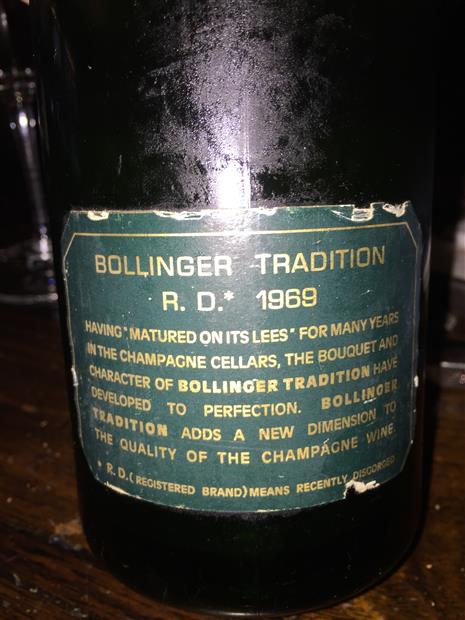 BOLLINGER TRADITION
R. D.* 1969
HAVING "MATURED ON ITS LEES" FOR MANY YEARS
IN THE CHAMPAGNE CELLARS, THE BOUQUET AND
CHARACTER OF BOLLINGER TRADITION HAVE
DEVELOPED TO PERFECTION. BOLLINGER
TRADITION ADDS A NEW DIMENSION TO
THE QUALITY OF THE CHAMPAGNE WINE.
* R. D. (REGISTERED BRAND) MEANS RECENTLY DISGORGED